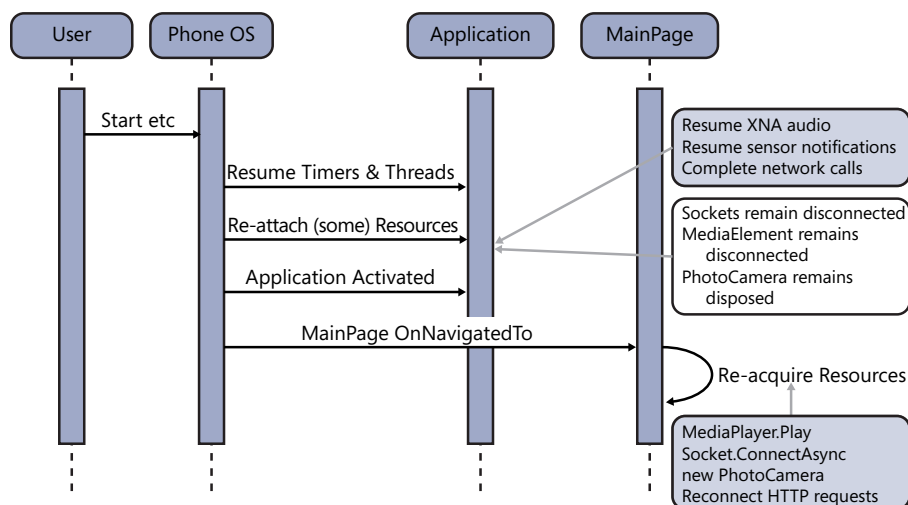 User
Phone OS
Application
MainPage
Start etc
Resume XNA audio
Resume sensor notifications
Complete network calls
Resume Timers & Threads
Re-attach (some) Resources
Sockets remain disconnected
MediaElement remains
disconnected
PhotoCamera remains
disposed
Application Activated
MainPage OnNavigatedTo
Re-acquire Resources
MediaPlayer.Play
Socket.ConnectAsync
new PhotoCamera
Reconnect HTTP requests